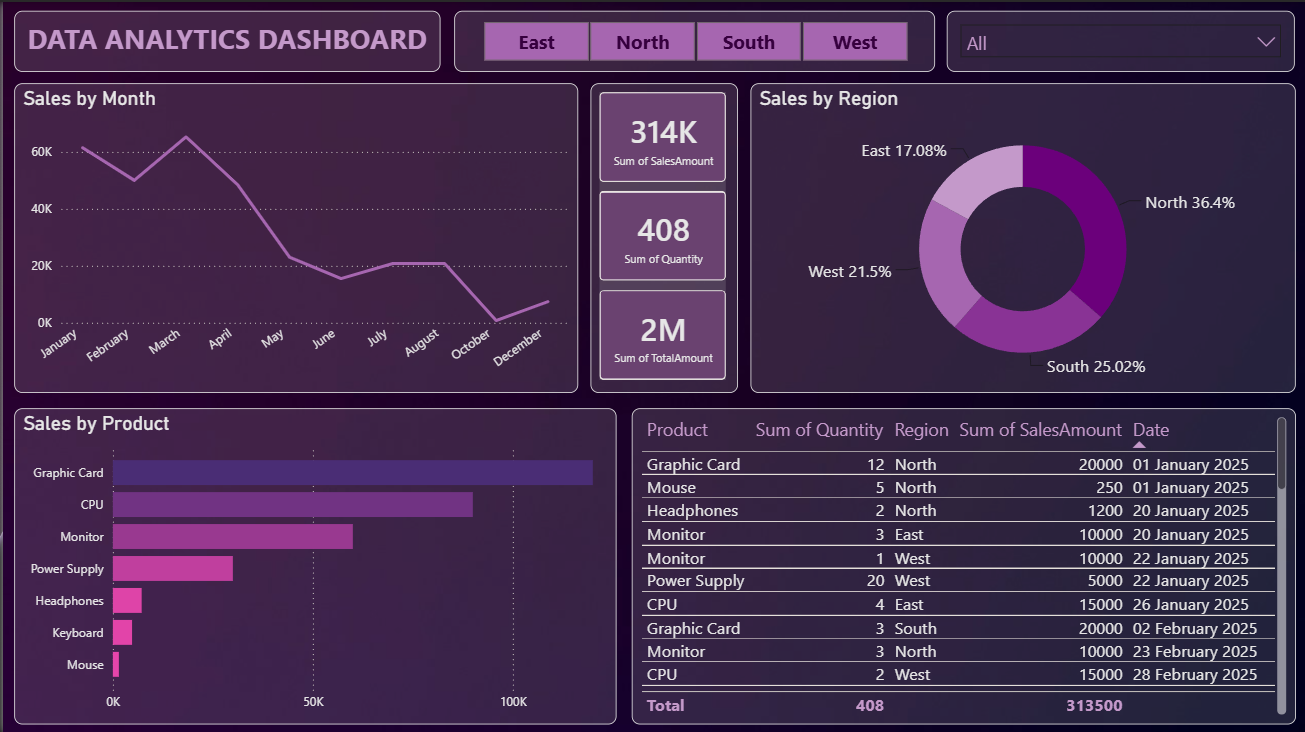 DATA ANALYTICS DASHBOARD
East
North
South
West
All
Sales by Month
60K
40K
20K
0K
January
February
March
April
May
June
July
August
October
December
314K
Sum of SalesAmount
408
Sum of Quantity
2M
Sum of TotalAmount
Sales by Region
East 17.08%
North 36.4%
West 21.5%
South 25.02%
Sales by Product
Graphic Card
CPU
Monitor
Power Supply
Headphones
Keyboard
Mouse
0K
50K
100K
Product Sum of Quantity Region Sum of SalesAmount Date
Graphic Card 12 North 20000 01 January 2025
Mouse 5 North 250 01 January 2025
Headphones 2 North 1200 20 January 2025
Monitor 3 East 10000 20 January 2025
Monitor 1 West 10000 22 January 2025
Power Supply 20 West 5000 22 January 2025
CPU 4 East 15000 26 January 2025
Graphic Card 3 South 20000 02 February 2025
Monitor 3 North 10000 23 February 2025
CPU 2 West 15000 28 February 2025
Total 408 313500